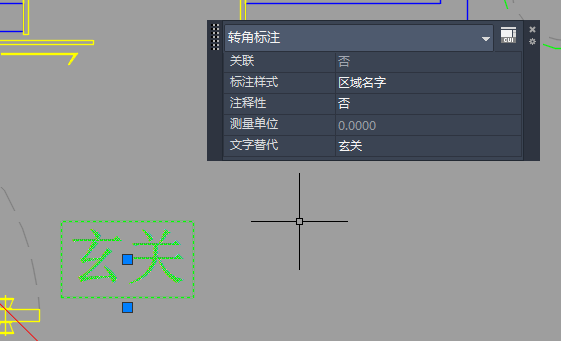 转角标注
CUI
关联 否
标注样式 区域名字
注释性 否
测量单位 0.0000
文字替代 玄关
玄关